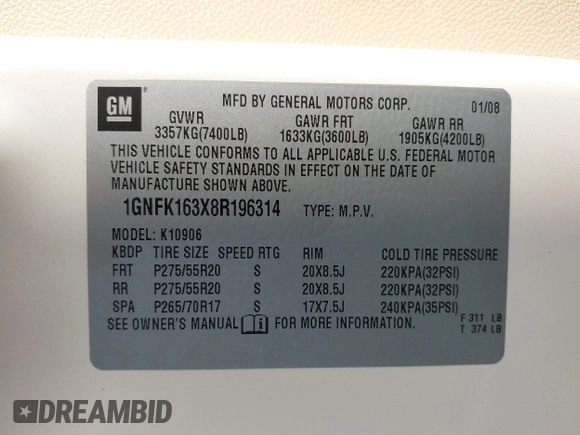 GM
MFD BY GENERAL MOTORS CORP. 01/08
GVWR GAWR FRT GAWR RR
3357KG(7400LB) 1633KG(3600LB) 1905KG(4200LB)
THIS VEHICLE CONFORMS TO ALL APPLICABLE U.S. FEDERAL MOTOR
VEHICLE SAFETY STANDARDS IN EFFECT ON THE DATE OF
MANUFACTURE SHOWN ABOVE.
1GNFK163X8R196314 TYPE: M.P.V.
MODEL: K10906
KBDP TIRE SIZE SPEED RTG RIM COLD TIRE PRESSURE
FRT P275/55R20 S 20X8.5J 220KPA(32PSI)
RR P275/55R20 S 20X8.5J 220KPA(32PSI)
SPA P265/70R17 S 17X7.5J 240KPA(35PSI)
SEE OWNER'S MANUAL FOR MORE INFORMATION.
F 311 LB
T 374 LB
DREAMBID